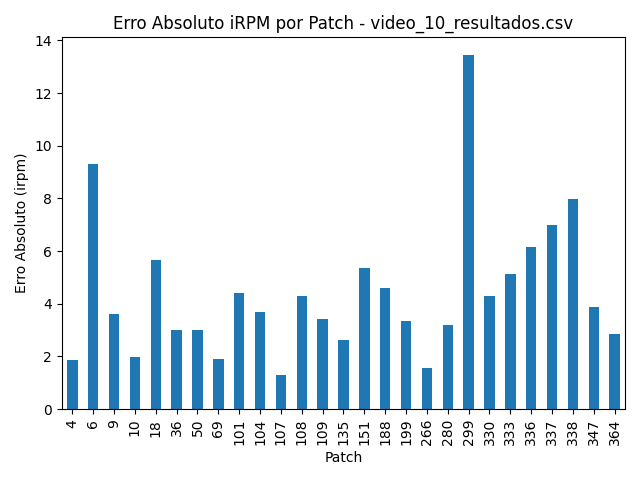 Erro Absoluto iRPM por Patch - video_10_resultados.csv
Erro Absoluto (irpm)
14
12
10
8
6
4
2
0
4 6 9 10 18 36 50 69 101 104 107 108 109 135 151 188 199 266 280 299 330 333 336 337 338 347 364
Patch